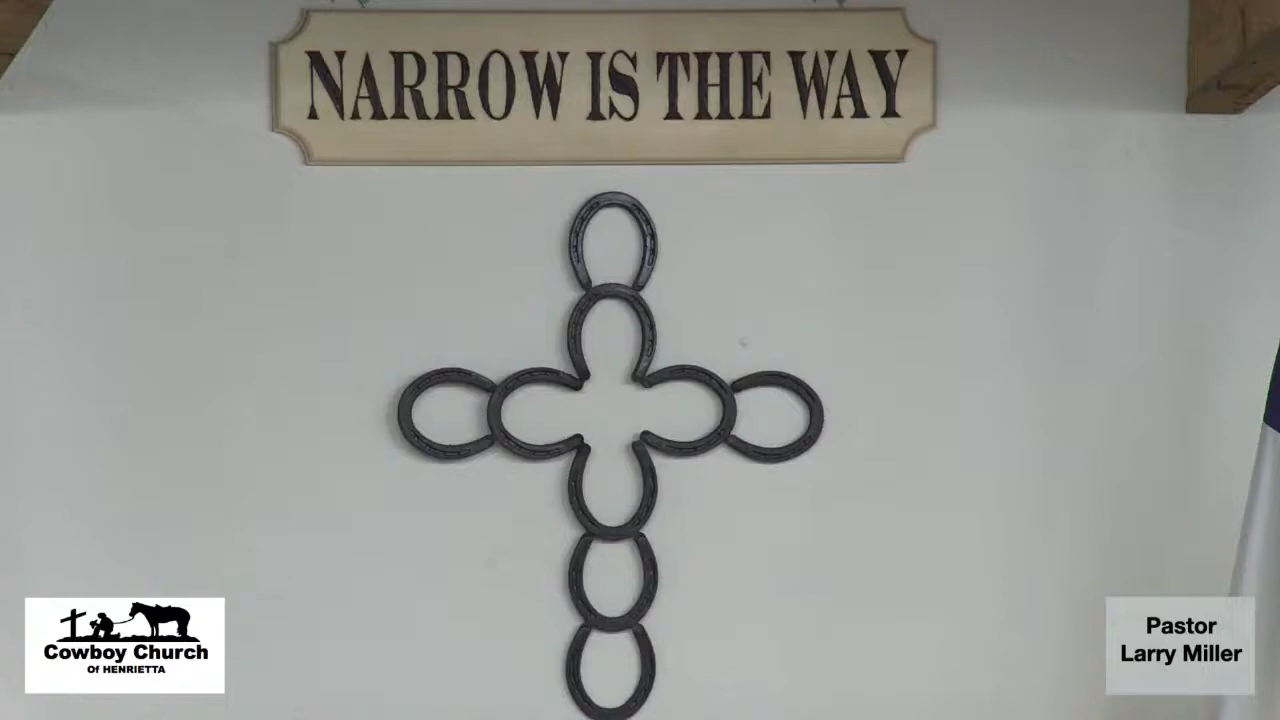 NARROW IS THE WAY
Cowboy Church
OF HENRIETTA
Pastor
Larry Miller